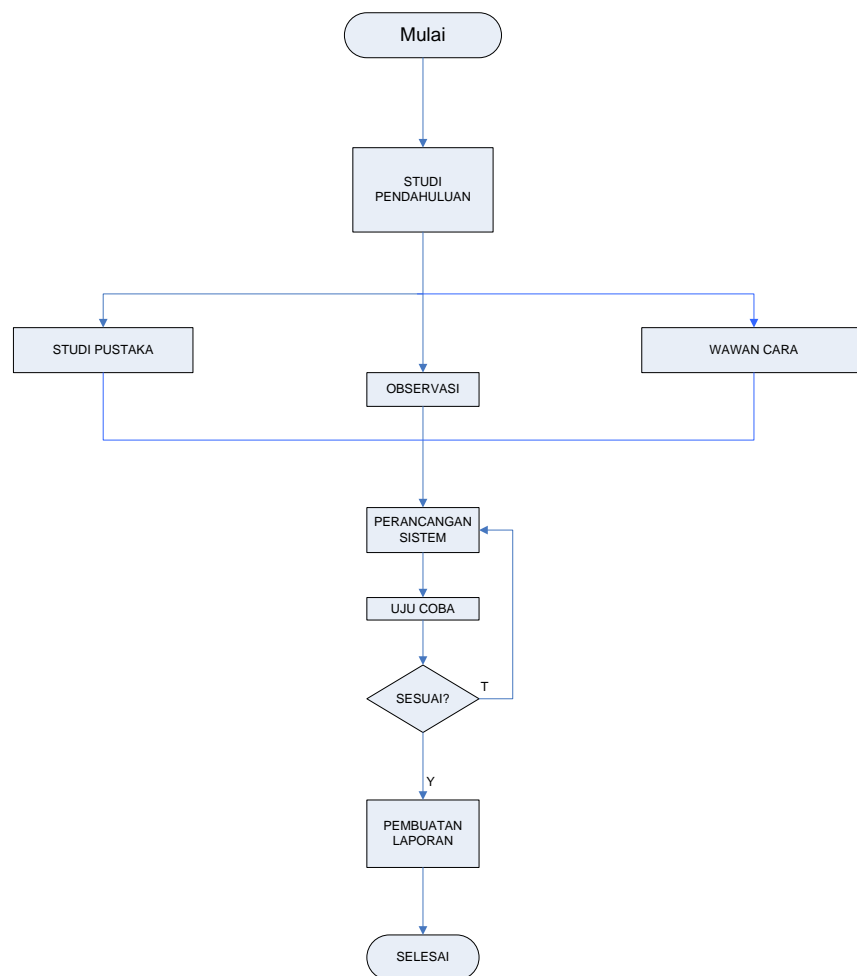 Mulai
STUDI
PENDAHULUAN
STUDI PUSTAKA
WAWAN CARA
OBSERVASI
PERANCANGAN
SISTEM
UJU COBA
SESUAI?
T
Y
PEMBUATAN
LAPORAN
SELESAI